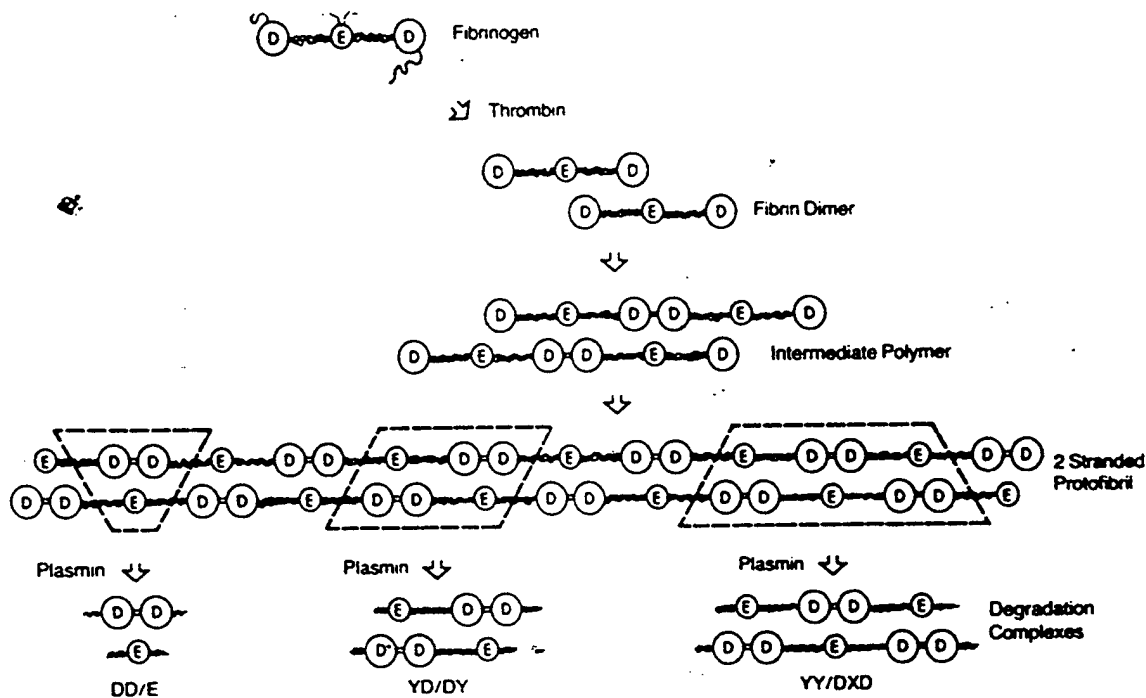 D E D Fibrinogen
Thrombin
D E D
D E D Fibrin Dimer
D E D D E D
D E D D E D Intermediate Polymer
E D D E D D E D D E D D E D D E D D 2 Stranded
D D E D D E D D E D D E D D E D D E Protofibril
Plasmin Plasmin Plasmin
D D E D D E D D E Degradation
E D D E D D E D D Complexes
DD/E YD/DY YY/DXD